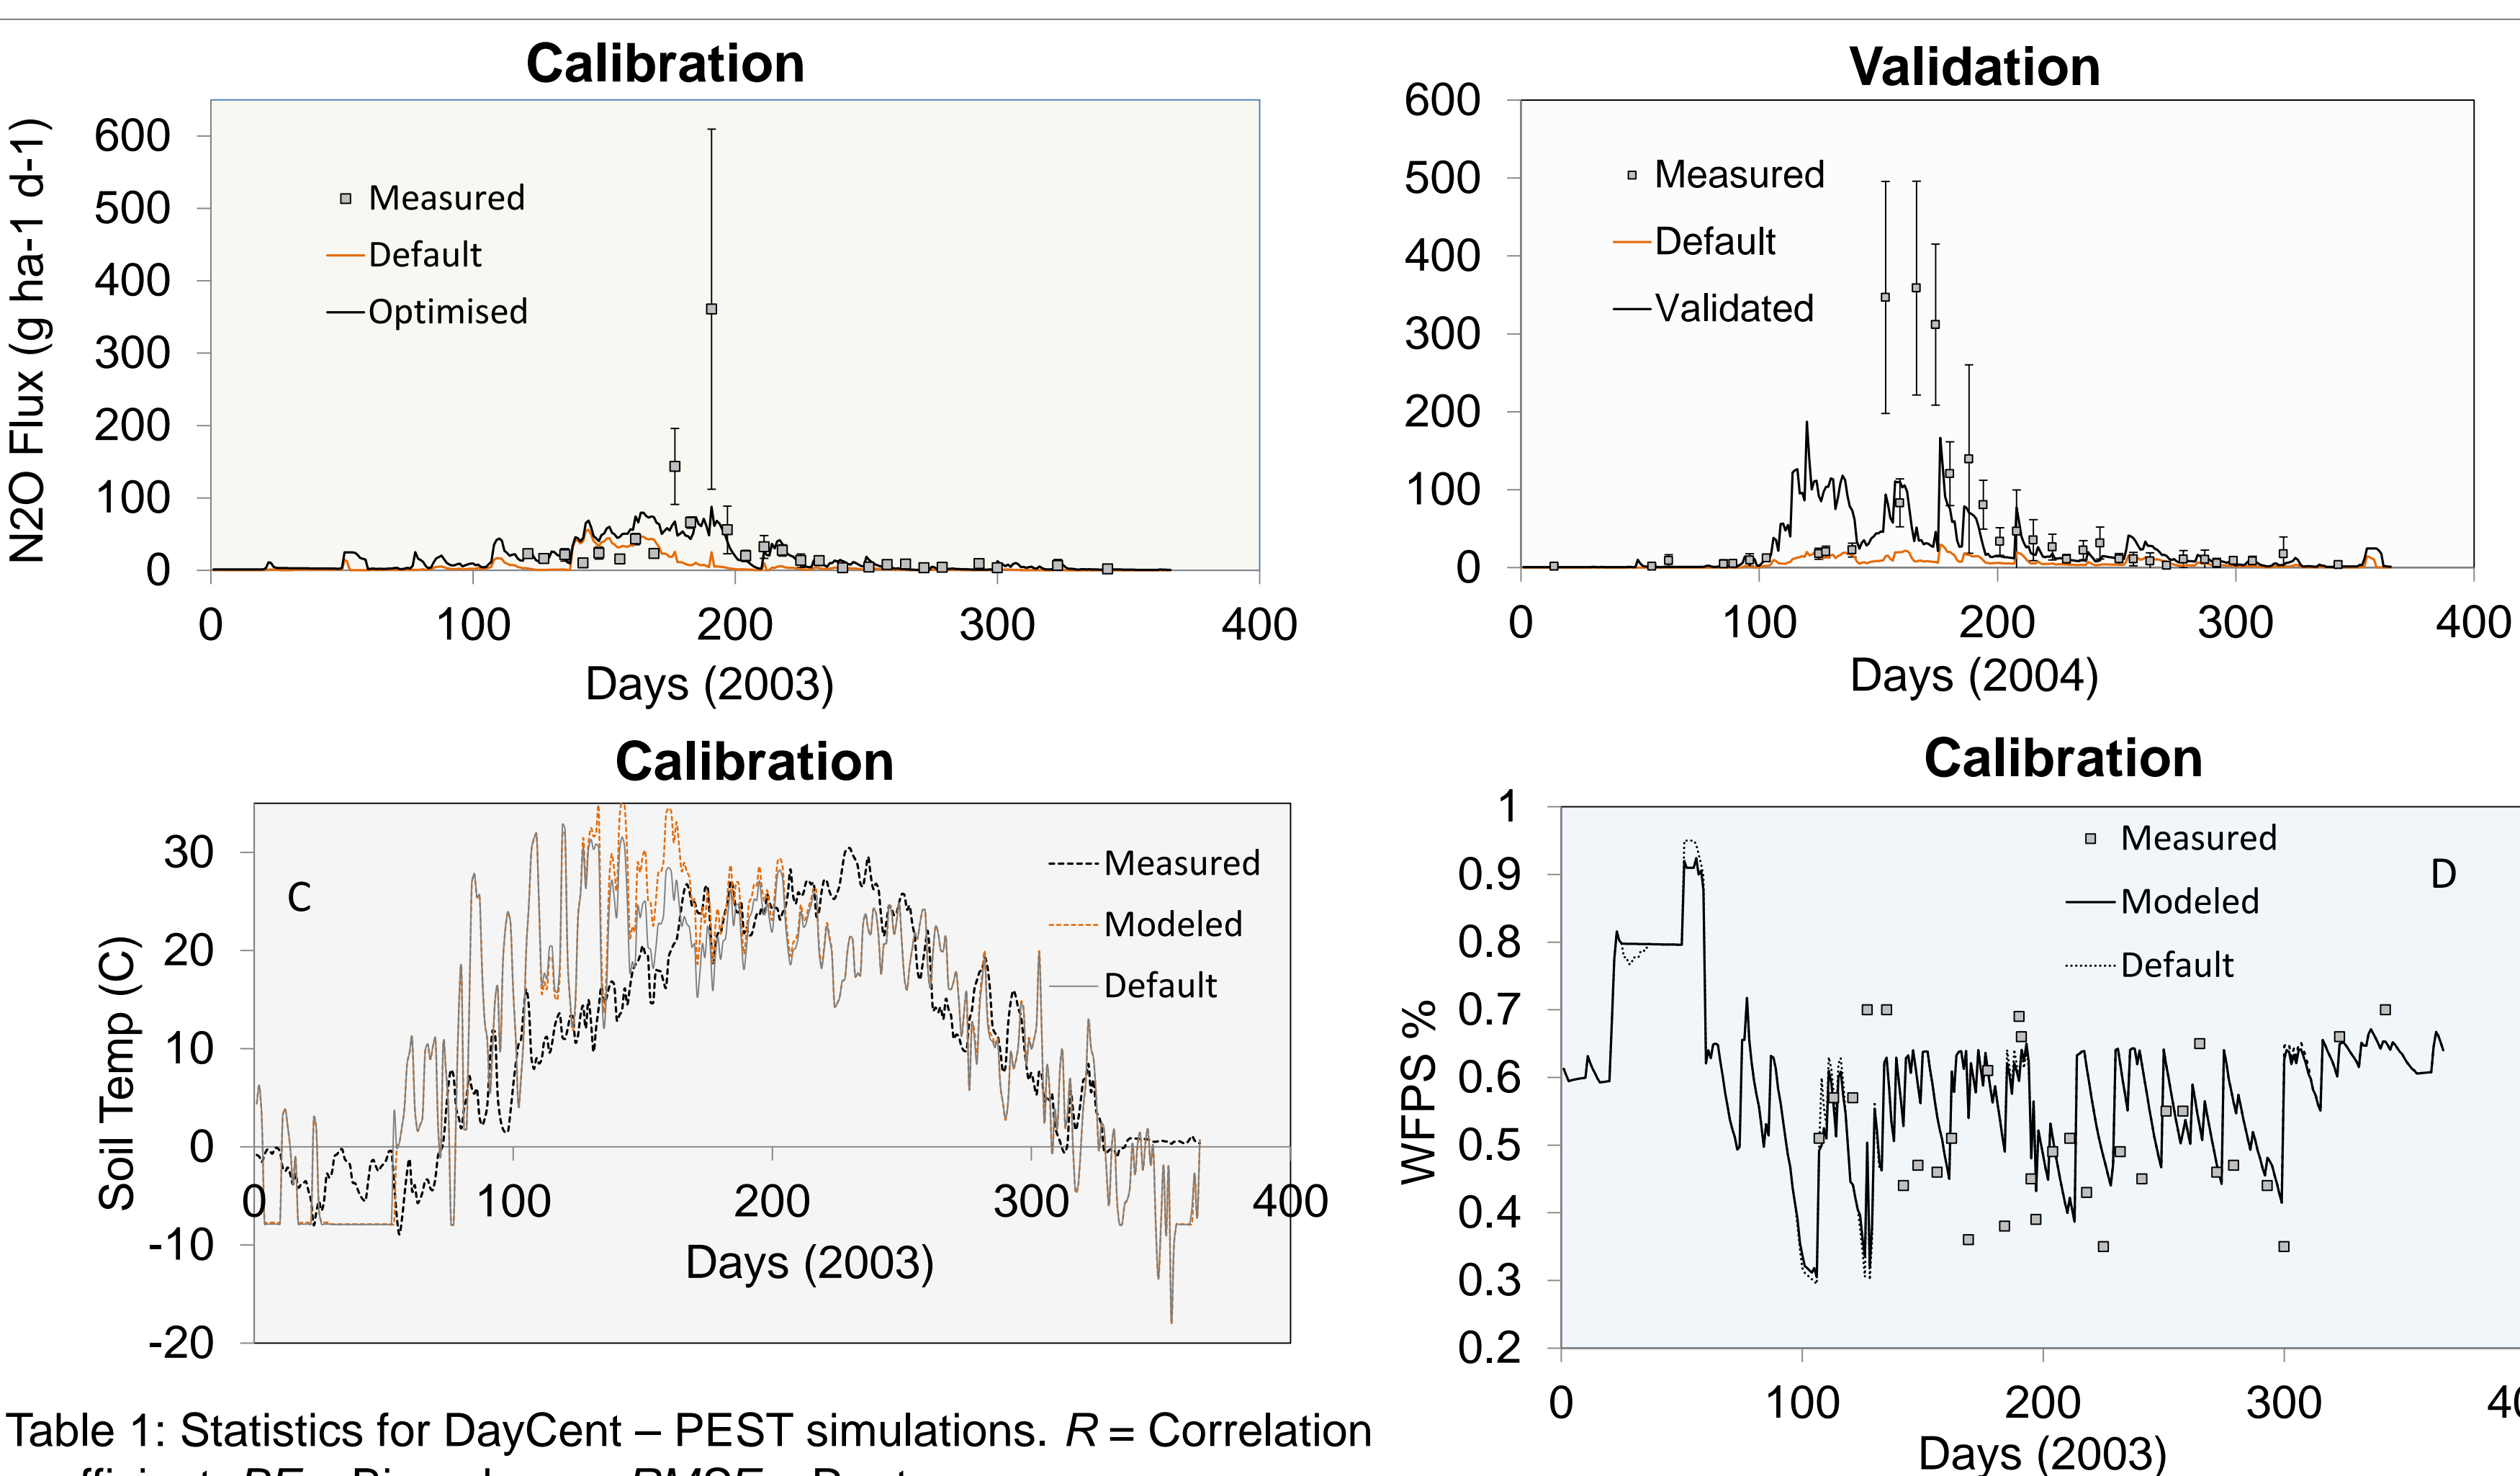 Calibration
N2O Flux (g ha-1 d-1)
600
500
400
300
200
100
0
Measured
Default
Optimised
0 100 200 300 400
Days (2003)
Validation
600
500
400
300
200
100
0
Measured
Default
Validated
0 100 200 300 400
Days (2004)
Calibration
Soil Temp (C)
30
20
10
0
-10
-20
C
Measured
Modeled
Default
0 100 200 300 400
Days (2003)
Calibration
WFPS %
1
0.9
0.8
0.7
0.6
0.5
0.4
0.3
0.2
Measured
Modeled
Default
D
0 100 200 300
Days (2003)
Table 1: Statistics for DayCent – PEST simulations. R = Correlation